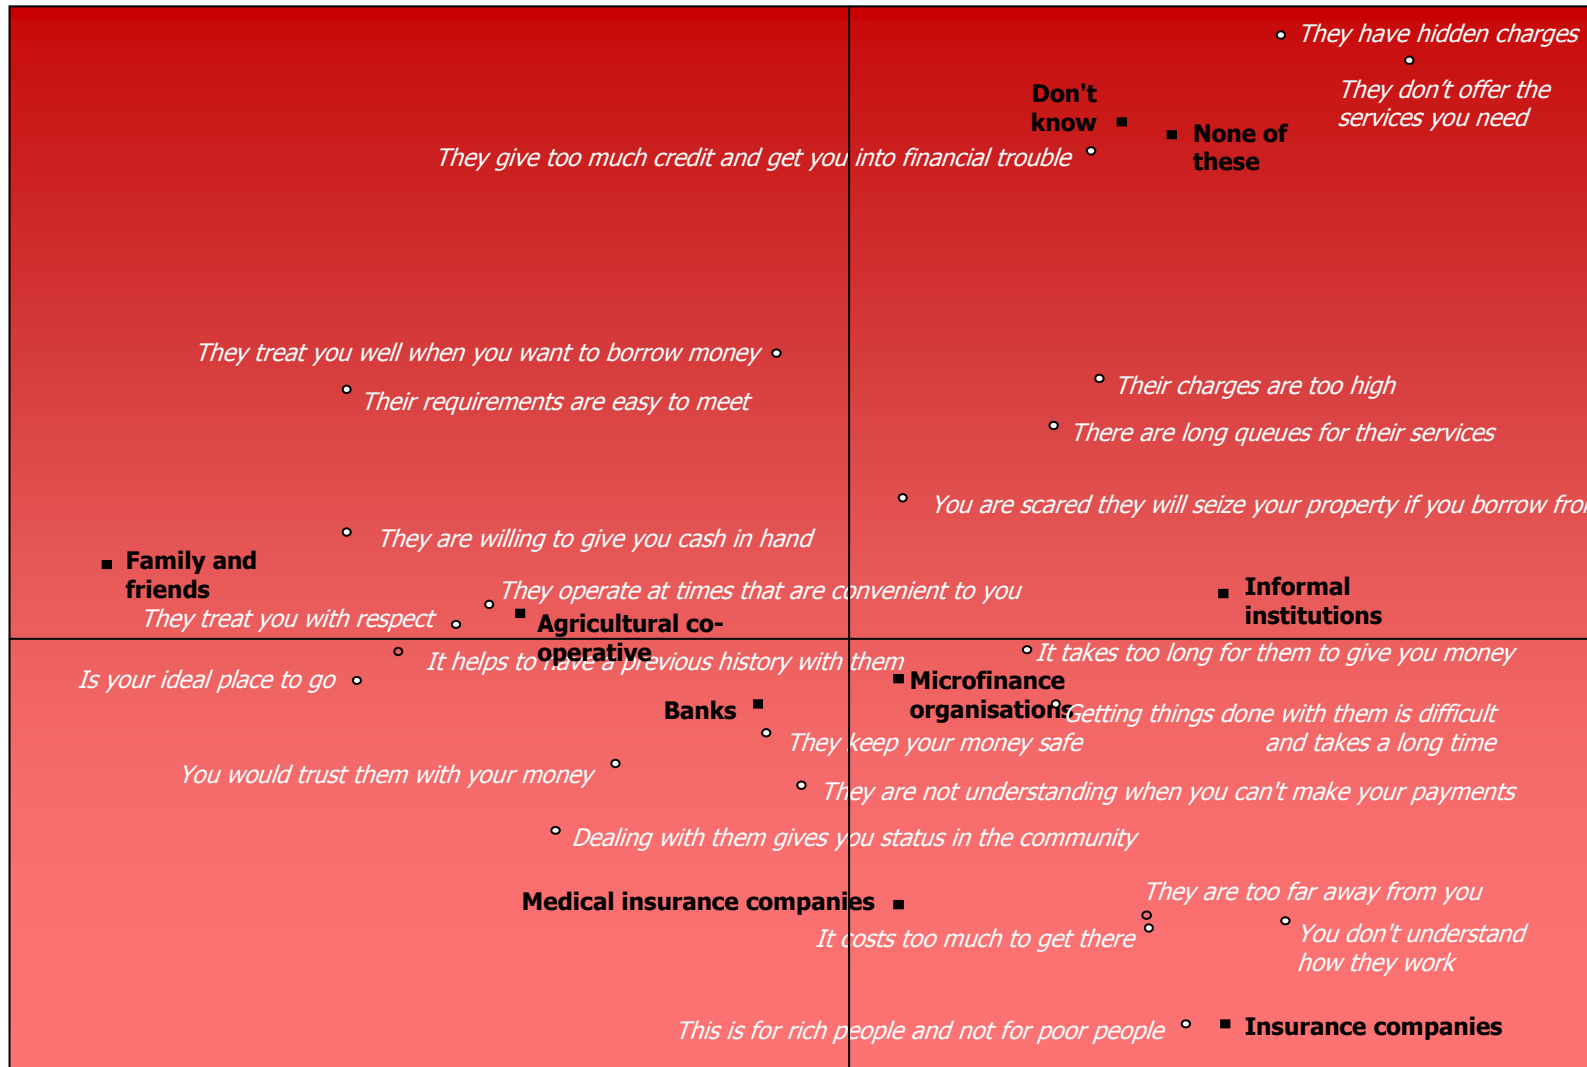 They have hidden charges
They don’t offer the
services you need
Don't
know
None of
these
They give too much credit and get you into financial trouble
They treat you well when you want to borrow money
Their requirements are easy to meet
Their charges are too high
There are long queues for their services
You are scared they will seize your property if you borrow
They are willing to give you cash in hand
Family and
friends
They operate at times that are convenient to you
Informal
institutions
They treat you with respect
Agricultural co-
operative
It helps to have a previous history with them
It takes too long for them to give you money
Is your ideal place to go
Microfinance
organisations
Banks
Getting things done with them is difficult
and takes a long time
They keep your money safe
You would trust them with your money
They are not understanding when you can't make your payments
Dealing with them gives you status in the community
Medical insurance companies
They are too far away from you
It costs too much to get there
You don't understand
how they work
This is for rich people and not for poor people
Insurance companies